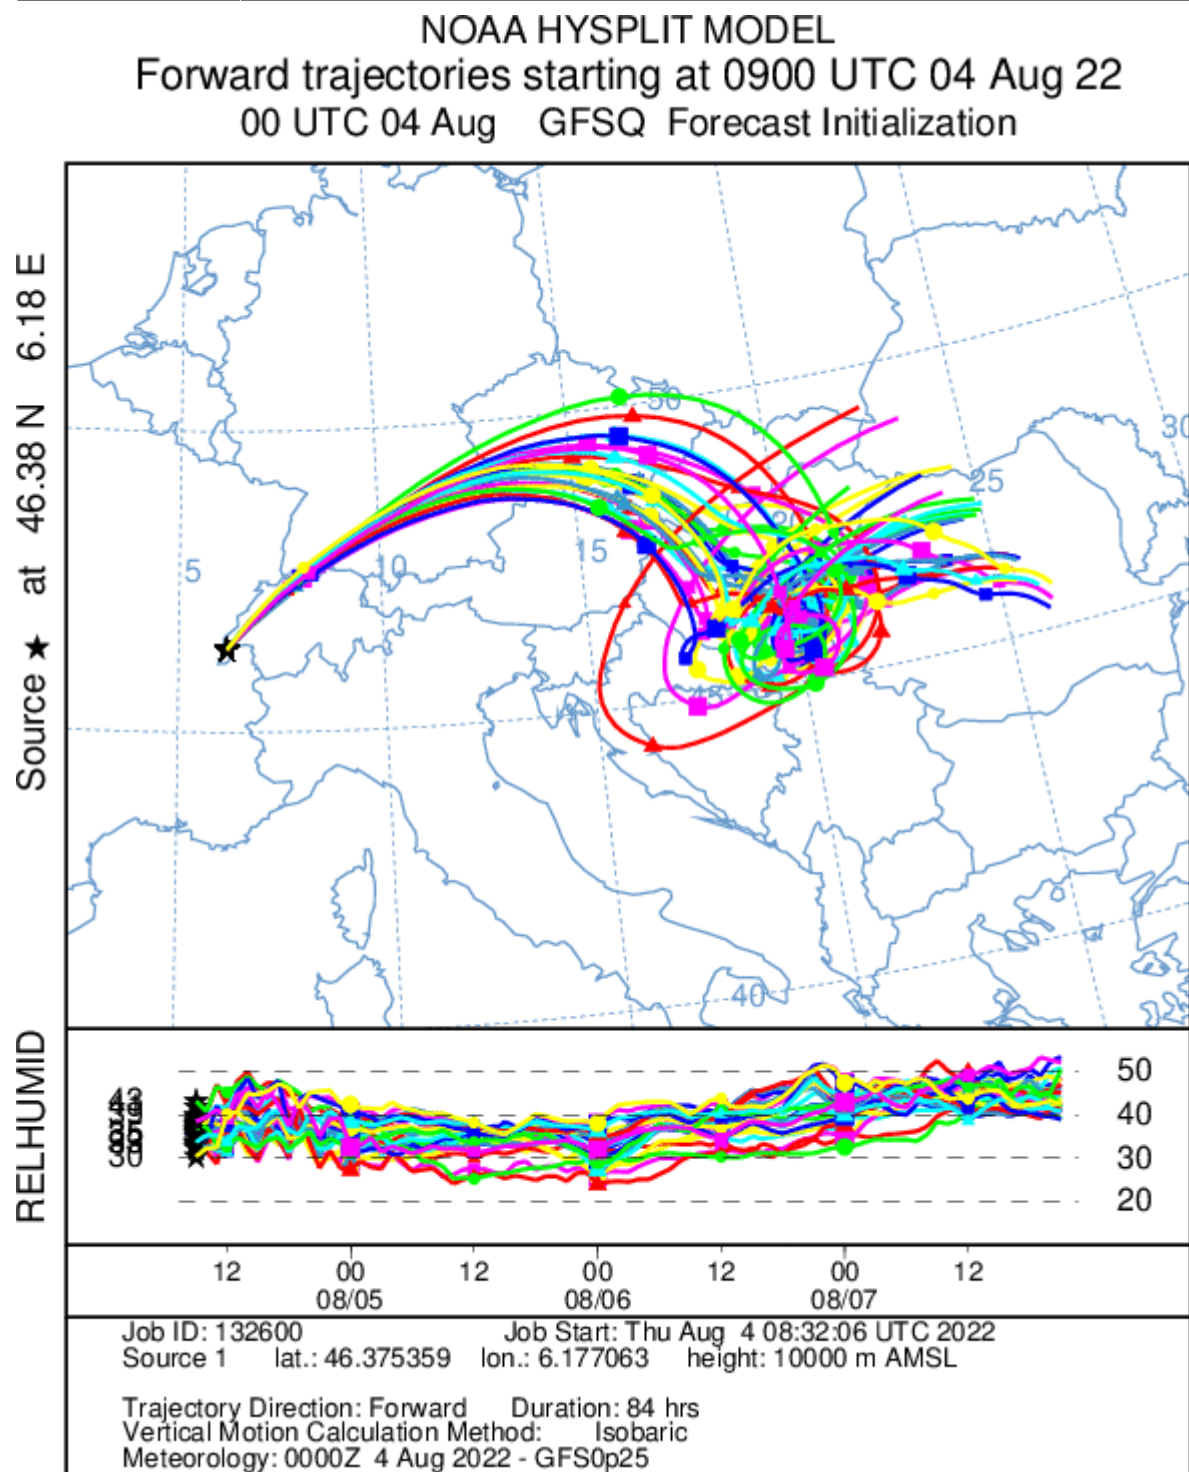 NOAA HYSPLIT MODEL
Forward trajectories starting at 0900 UTC 04 Aug 22
00 UTC 04 Aug GFSQ Forecast Initialization
Source ★ at 46.38 N 6.18 E
50
30
25
20
5
10
15
45
40
RELHUMID
43
30
50
40
30
20
12 00 12 00 12 00 12
08/05 08/06 08/07
Job ID: 132600 Job Start: Thu Aug 4 08:32:06 UTC 2022
Source 1 lat.: 46.375359 lon.: 6.177063 height: 10000 m AMSL
Trajectory Direction: Forward Duration: 84 hrs
Vertical Motion Calculation Method: Isobaric
Meteorology: 0000Z 4 Aug 2022 - GFS0p25